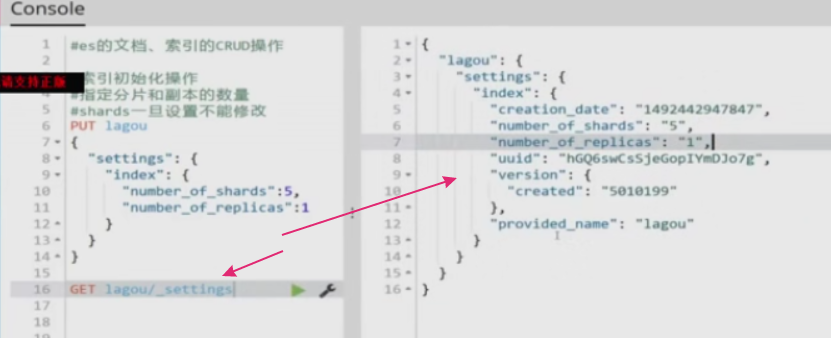 Console
1 #es的文档、索引的CRUD操作
2
请支持正版
索引初始化操作
4 #指定分片和副本的数量
5 #shards一旦设置不能修改
6 PUT lagou
7 {
8 "settings": {
9 "index": {
10 "number_of_shards":5,
11 "number_of_replicas":1
12 }
13 }
14 }
15
16 GET lagou/_settings
17
18
19
1 {
2 "lagou": {
3 "settings": {
4 "index": {
5 "creation_date": "1492442947847",
6 "number_of_shards": "5",
7 "number_of_replicas": "1",
8 "uuid": "hGQ6swCsSjeGopIYmDJo7g",
9 "version": {
10 "created": "5010199"
11 },
12 "provided_name": "lagou"
13 }
14 }
15 }
16 }